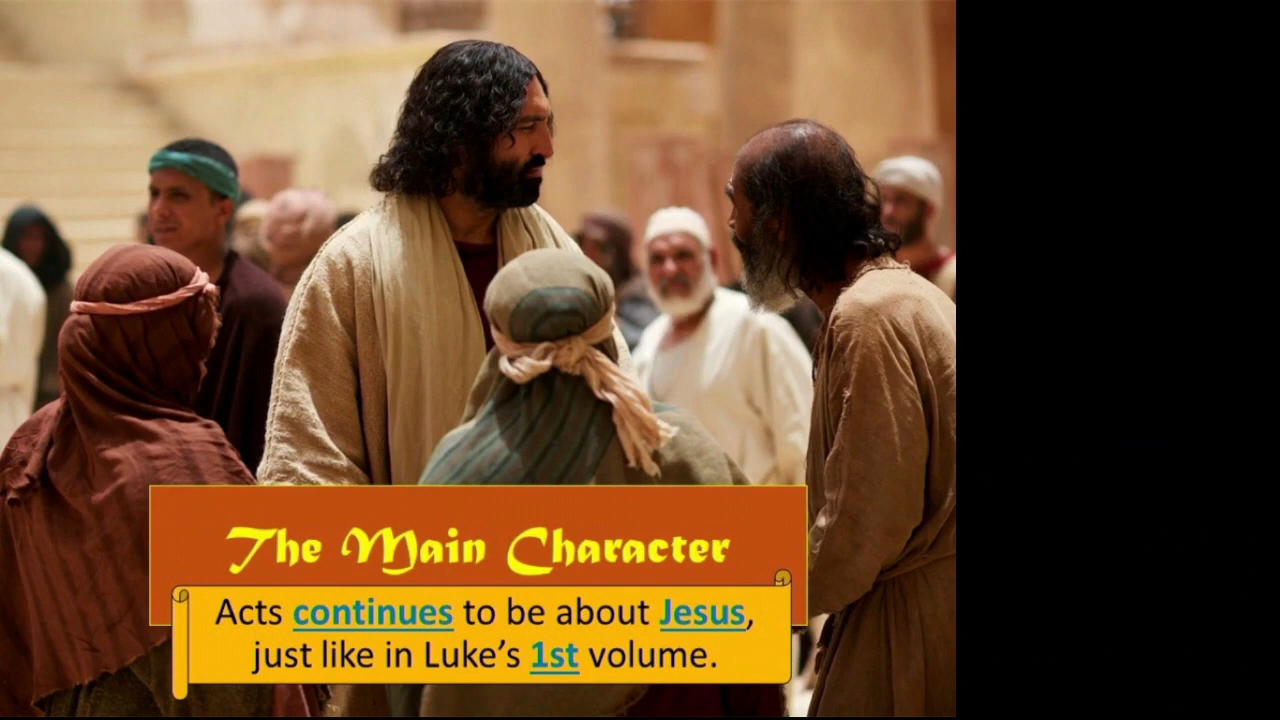 The Main Character
Acts continues to be about Jesus,
just like in Luke’s 1st volume.